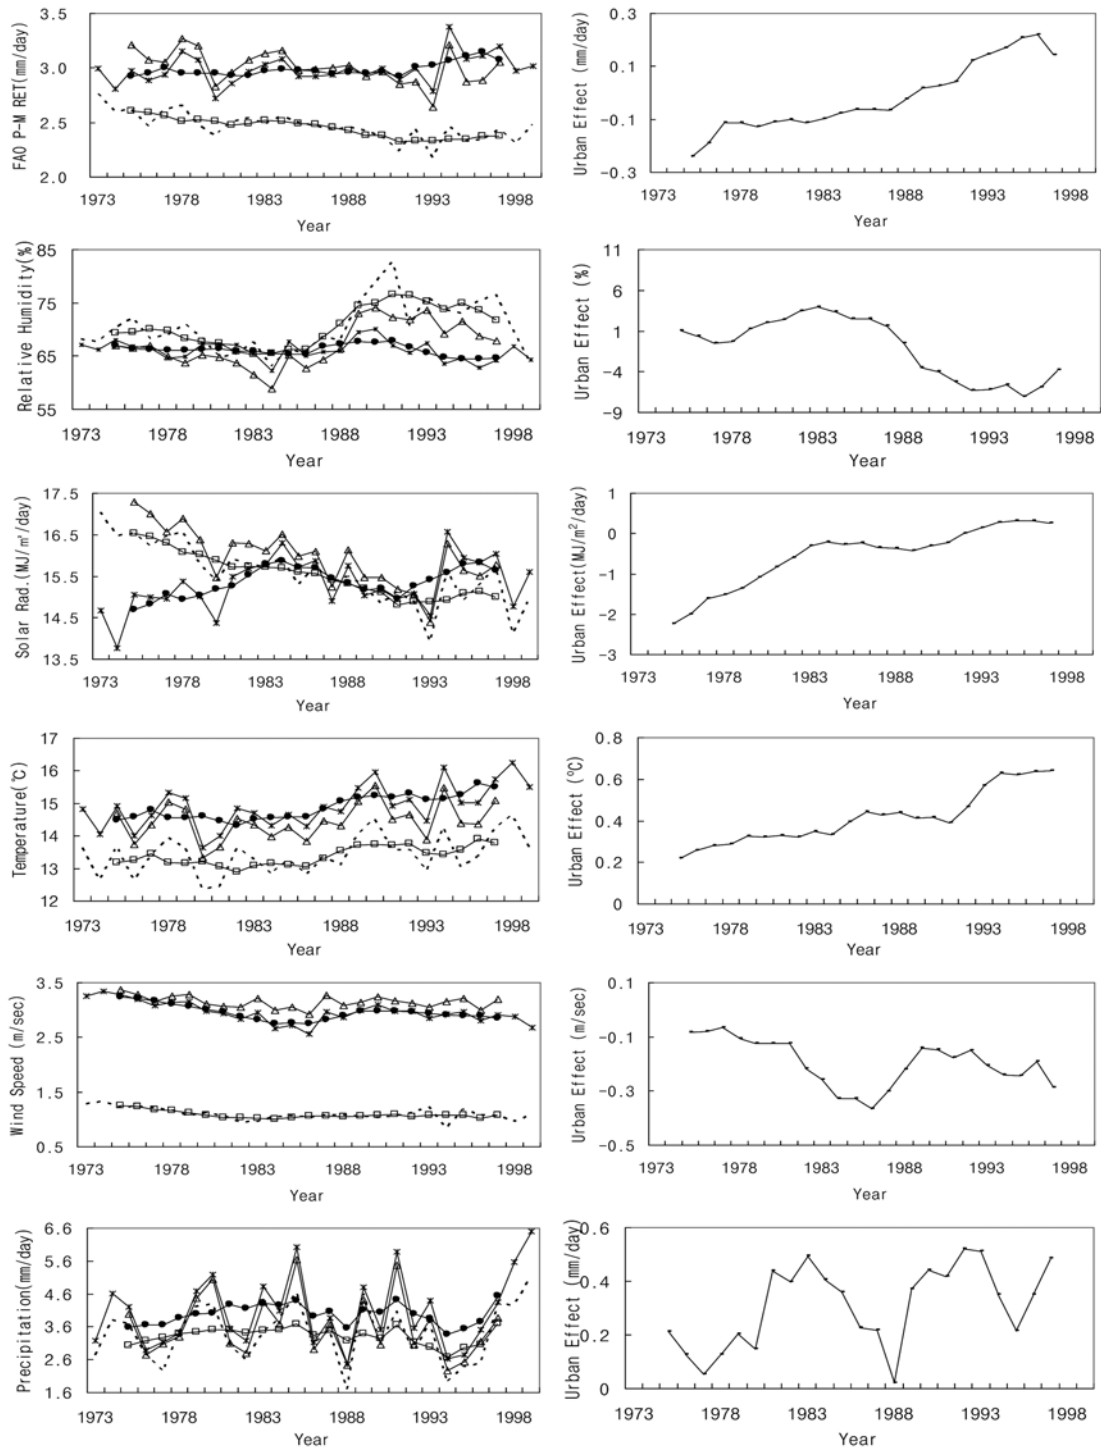 FAO P-M RET(mm/day)
3.5
3.0
2.5
2.0
1973 1978 1983 1988 1993 1998
Year
Urban Effect (mm/day)
0.3
0.1
-0.1
-0.3
1973 1978 1983 1988 1993 1998
Year
Relative Humidity(%)
85
75
65
55
1973 1978 1983 1988 1993 1998
Year
Urban Effect (%)
11
6
1
-4
-9
1973 1978 1983 1988 1993 1998
Year
Solar Rad.(MJ/㎡/day)
17.5
16.5
15.5
14.5
13.5
1973 1978 1983 1988 1993 1998
Year
Urban Effect(MJ/m²/day)
1
0
-1
-2
-3
1973 1978 1983 1988 1993 1998
Year
Temperature(℃)
17
16
15
14
13
12
1973 1978 1983 1988 1993 1998
Year
Urban Effect (ºC)
0.8
0.6
0.4
0.2
0
1973 1978 1983 1988 1993 1998
Year
Wind Speed (m/sec)
3.5
2.5
1.5
0.5
1973 1978 1983 1988 1993 1998
Year
Urban Effect (m/sec)
0.1
-0.1
-0.3
-0.5
1973 1978 1983 1988 1993 1998
Year
Precipitation(mm/day)
6.6
5.6
4.6
3.6
2.6
1.6
1973 1978 1983 1988 1993 1998
Year
Urban Effect (mm/day)
0.6
0.4
0.2
0
1973 1978 1983 1988 1993 1998
Year